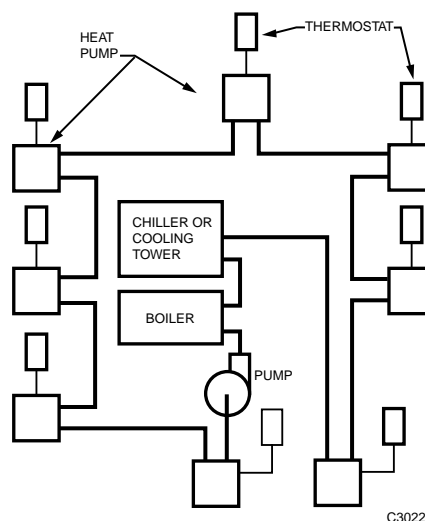 HEAT
PUMP
THERMOSTAT
CHILLER OR
COOLING
TOWER
BOILER
PUMP
C3022